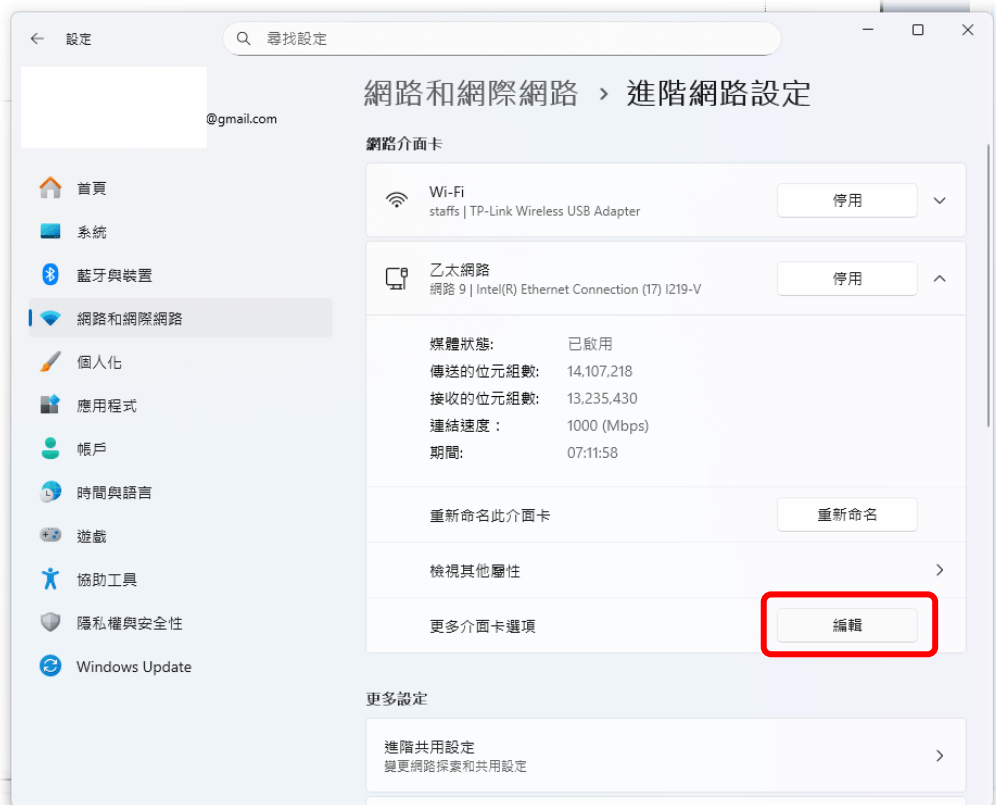 設定
尋找設定
@gmail.com
首頁
系統
藍牙與裝置
網路和網際網路
個人化
應用程式
帳戶
時間與語言
遊戲
協助工具
隱私權與安全性
Windows Update
網路和網際網路 › 進階網路設定
網路介面卡
Wi-Fi
staffs | TP-Link Wireless USB Adapter
停用
乙太網路
網路 9 | Intel(R) Ethernet Connection (17) I219-V
停用
媒體狀態: 已啟用
傳送的位元組數: 14,107,218
接收的位元組數: 13,235,430
連結速度： 1000 (Mbps)
期間: 07:11:58
重新命名此介面卡 重新命名
檢視其他屬性
更多介面卡選項 編輯
更多設定
進階共用設定
變更網路探索和共用設定